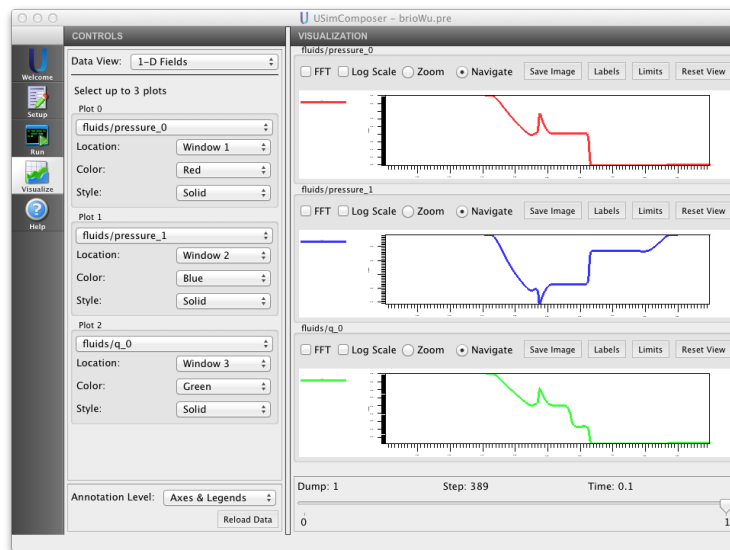 USimComposer – brioWu.pre
CONTROLS
Data View: 1-D Fields
Select up to 3 plots
Plot 0
fluids/pressure_0
Location: Window 1
Color: Red
Style: Solid
Plot 1
fluids/pressure_1
Location: Window 2
Color: Blue
Style: Solid
Plot 2
fluids/q_0
Location: Window 3
Color: Green
Style: Solid
Annotation Level: Axes & Legends
Reload Data
Welcome
Setup
Run
Visualize
Help
VISUALIZATION
fluids/pressure_0
FFT Log Scale Zoom Navigate Save Image Labels Limits Reset View
fluids/pressure_1
FFT Log Scale Zoom Navigate Save Image Labels Limits Reset View
fluids/q_0
FFT Log Scale Zoom Navigate Save Image Labels Limits Reset View
Dump: 1 Step: 389 Time: 0.1
0 1